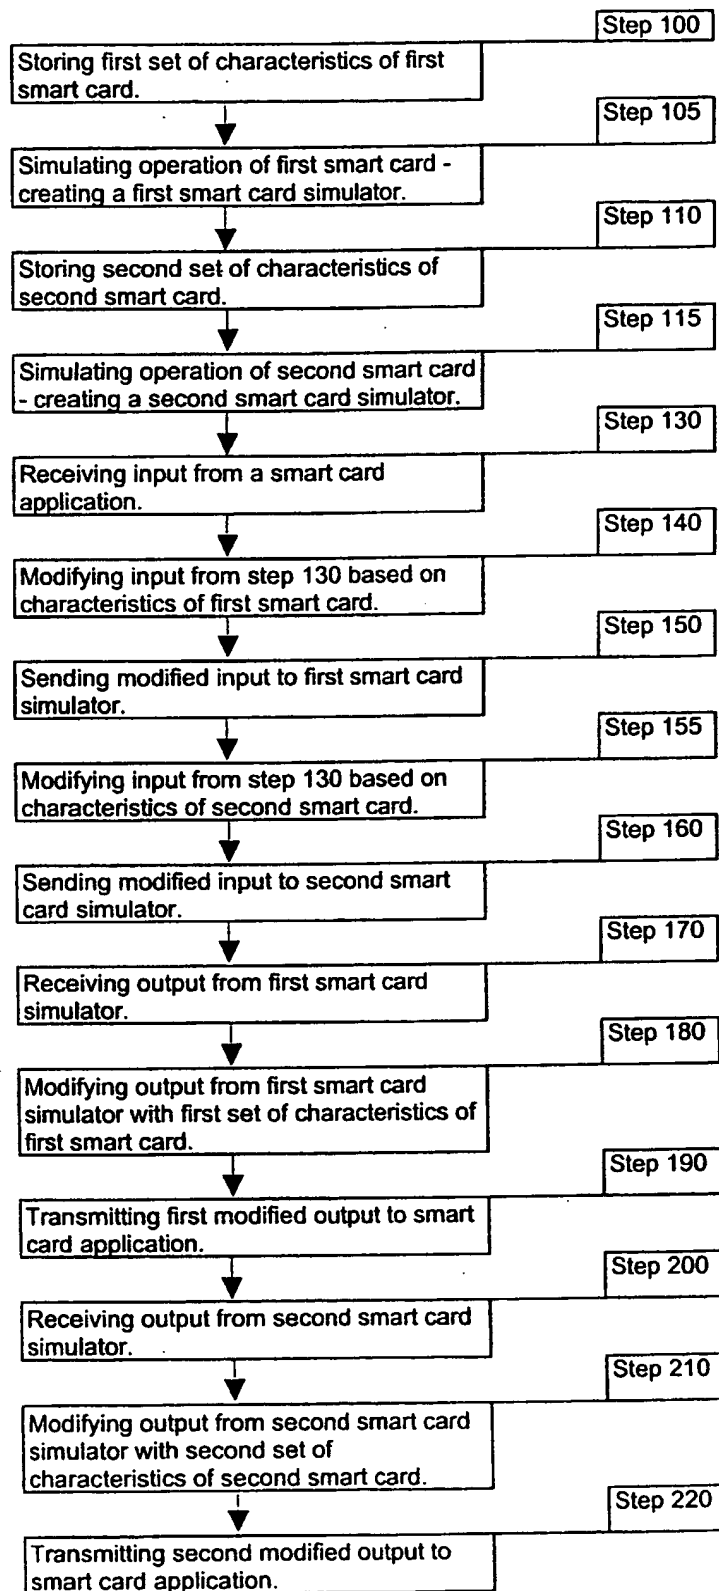 Step 100
Storing first set of characteristics of first
smart card.
Step 105
Simulating operation of first smart card -
creating a first smart card simulator.
Step 110
Storing second set of characteristics of
second smart card.
Step 115
Simulating operation of second smart card
- creating a second smart card simulator.
Step 130
Receiving input from a smart card
application.
Step 140
Modifying input from step 130 based on
characteristics of first smart card.
Step 150
Sending modified input to first smart card
simulator.
Step 155
Modifying input from step 130 based on
characteristics of second smart card.
Step 160
Sending modified input to second smart
card simulator.
Step 170
Receiving output from first smart card
simulator.
Step 180
Modifying output from first smart card
simulator with first set of characteristics of
first smart card.
Step 190
Transmitting first modified output to smart
card application.
Step 200
Receiving output from second smart card
simulator.
Step 210
Modifying output from second smart card
simulator with second set of
characteristics of second smart card.
Step 220
Transmitting second modified output to
smart card application.